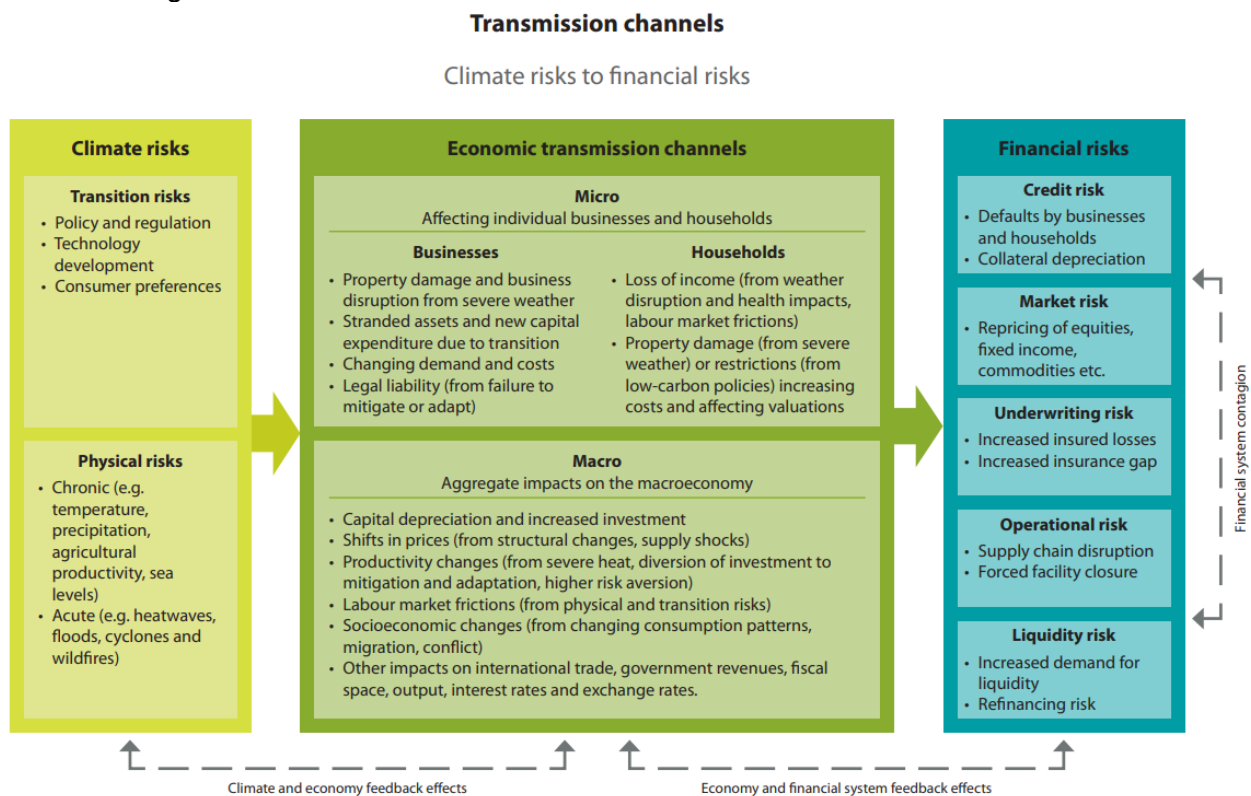 Transmission channels
Climate risks to financial risks
Climate risks
Transition risks
• Policy and regulation
• Technology
development
• Consumer preferences
Physical risks
• Chronic (e.g.
temperature,
precipitation,
agricultural
productivity, sea
levels)
• Acute (e.g. heatwaves,
floods, cyclones and
wildfires)
Economic transmission channels
Micro
Affecting individual businesses and households
Businesses
• Property damage and business
disruption from severe weather
• Stranded assets and new capital
expenditure due to transition
• Changing demand and costs
• Legal liability (from failure to
mitigate or adapt)
Households
• Loss of income (from weather
disruption and health impacts,
labour market frictions)
• Property damage (from severe
weather) or restrictions (from
low-carbon policies) increasing
costs and affecting valuations
Macro
Aggregate impacts on the macroeconomy
• Capital depreciation and increased investment
• Shifts in prices (from structural changes, supply shocks)
• Productivity changes (from severe heat, diversion of investment to
mitigation and adaptation, higher risk aversion)
• Labour market frictions (from physical and transition risks)
• Socioeconomic changes (from changing consumption patterns,
migration, conflict)
• Other impacts on international trade, government revenues, fiscal
space, output, interest rates and exchange rates.
Financial risks
Credit risk
• Defaults by businesses
and households
• Collateral depreciation
Market risk
• Repricing of equities,
fixed income,
commodities etc.
Underwriting risk
• Increased insured losses
• Increased insurance gap
Operational risk
• Supply chain disruption
• Forced facility closure
Liquidity risk
• Increased demand for
liquidity
• Refinancing risk
Financial system contagion
Climate and economy feedback effects
Economy and financial system feedback effects